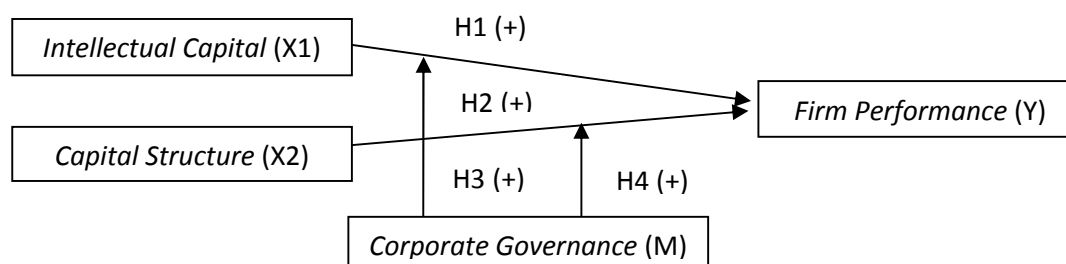 H1 (+)
Intellectual Capital (X1)
H2 (+)
Firm Performance (Y)
Capital Structure (X2)
H3 (+)
H4 (+)
Corporate Governance (M)